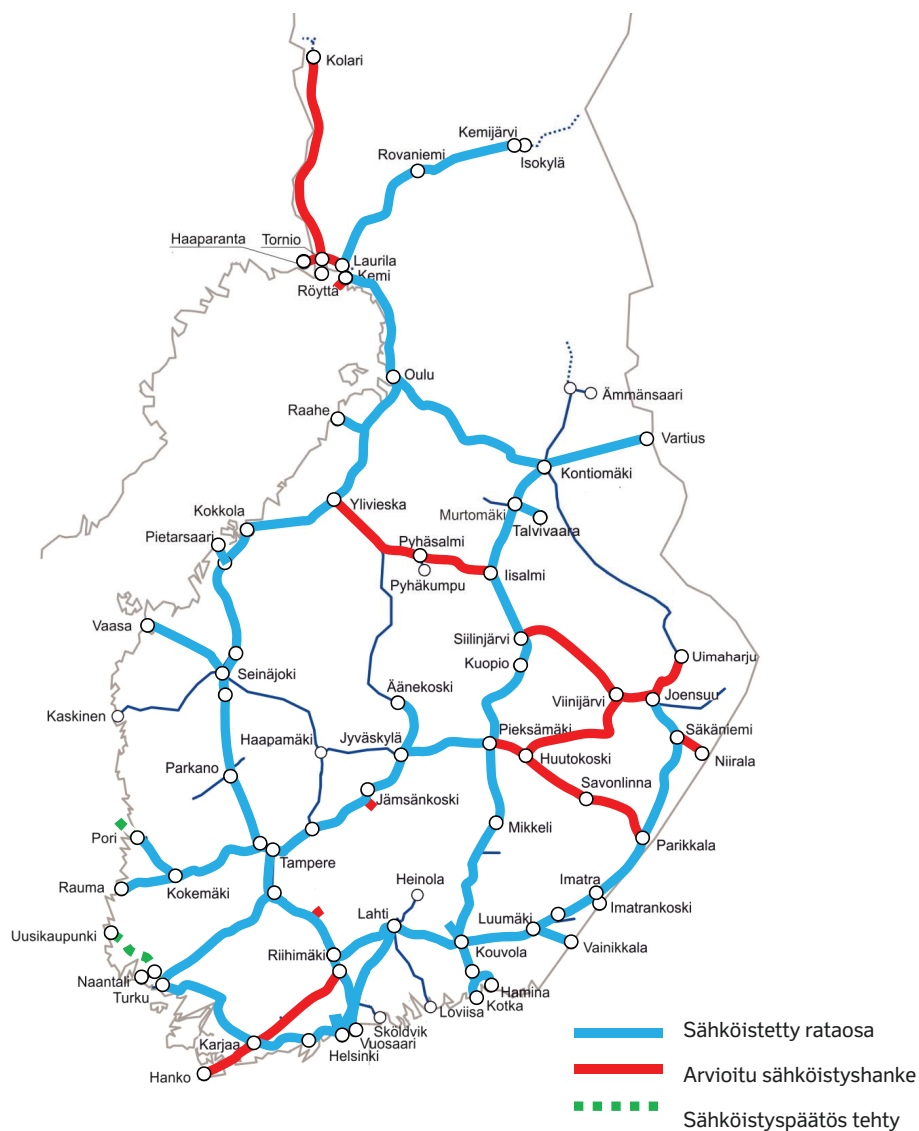 Kolari
Kemijärvi
Isokylä
Rovaniemi
Haaparanta
Tornio
Laurila
Kemi
Röyttä
Oulu
Ämmänsaari
Raahe
Vartius
Kontiomäki
Ylivieska
Kokkola
Murtomäki
Talvivaara
Pietarsaari
Pyhäsalmi
Pyhäkumpu
Iisalmi
Vaasa
Siilinjärvi
Kuopio
Uimaharju
Seinäjoki
Äänekoski
Viinijärvi
Joensuu
Kaskinen
Haapamäki
Jyväskylä
Pieksämäki
Säkäniemi
Huutokoski
Niirala
Parkano
Savonlinna
Jämsänkoski
Mikkeli
Parikkala
Pori
Tampere
Kokemäki
Rauma
Heinola
Imatra
Imatrankoski
Lahti
Luumäki
Uusikaupunki
Riihimäki
Kouvola
Vainikkala
Naantali
Turku
Hamina
Kotka
Loviisa
Sköldvik
Vuosaari
Karjaa
Helsinki
Hanko
Sähköistetty rataosa
Arvioitu sähköistyshanke
Sähköistyspäätös tehty